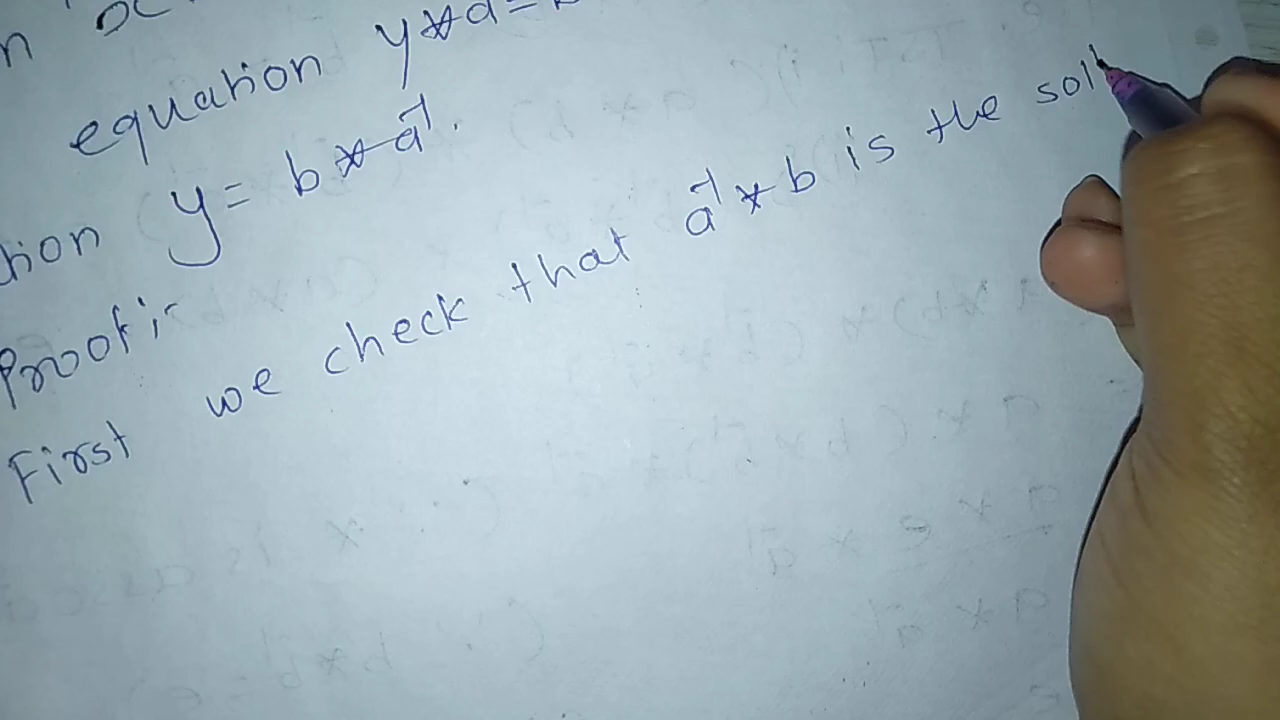 n x
equation y*a=
tion y= b*a⁻¹.
Proof:-
First we check that a⁻¹*b is the sol